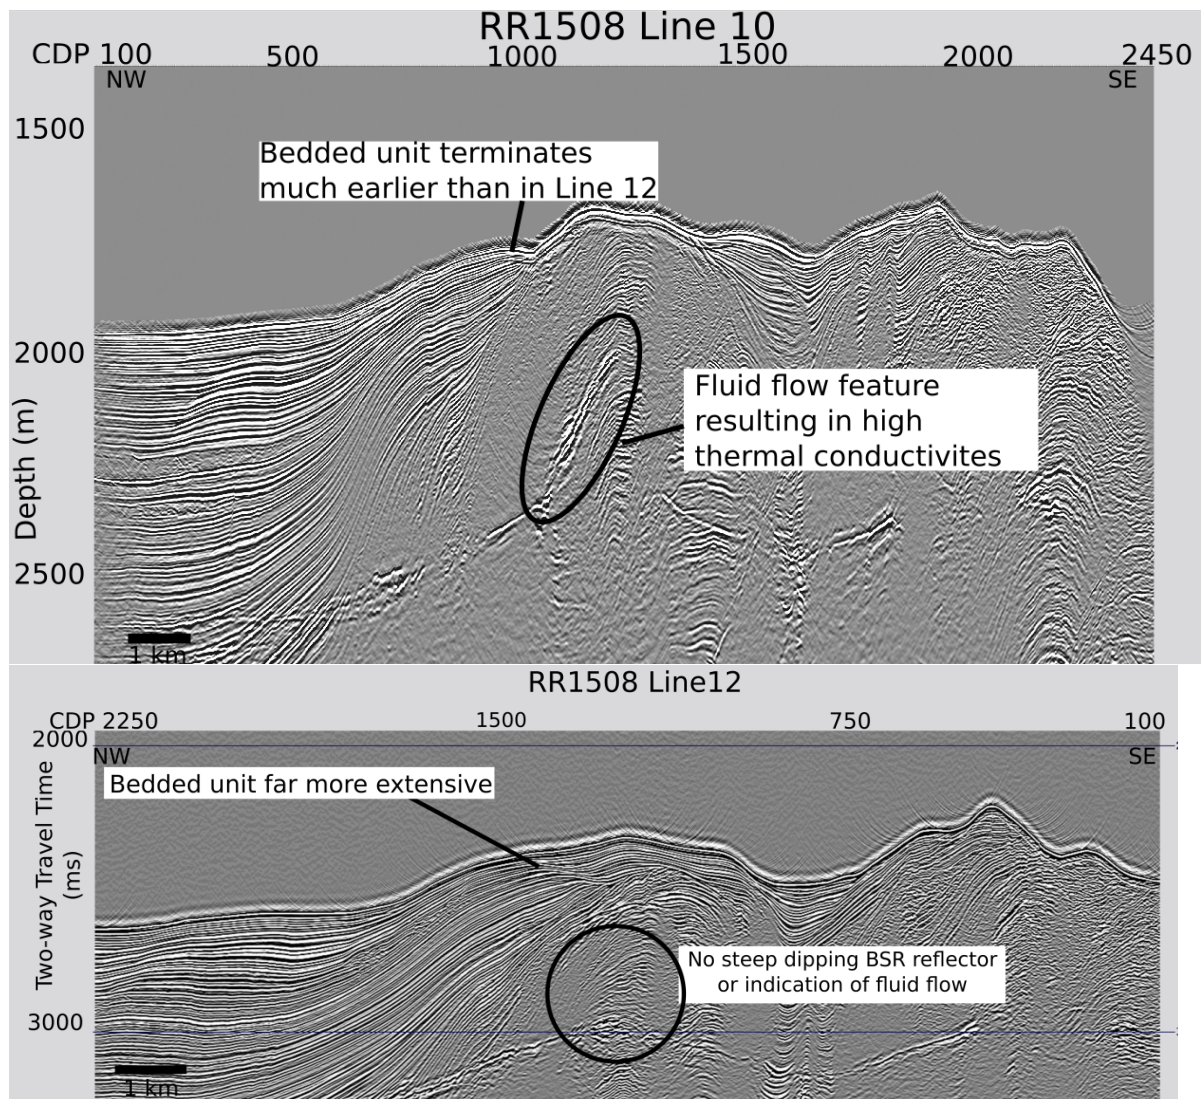 RR1508 Line 10
CDP 100 500 1000 1500 2000 2450
NW SE
1500
Bedded unit terminates
much earlier than in Line 12
2000
Fluid flow feature
resulting in high
thermal conductivites
Depth (m)
2500
1 km
RR1508 Line12
CDP 2250 1500 750 100
2000
NW SE
Bedded unit far more extensive
Two-way Travel Time
(ms)
No steep dipping BSR reflector
or indication of fluid flow
3000
1 km